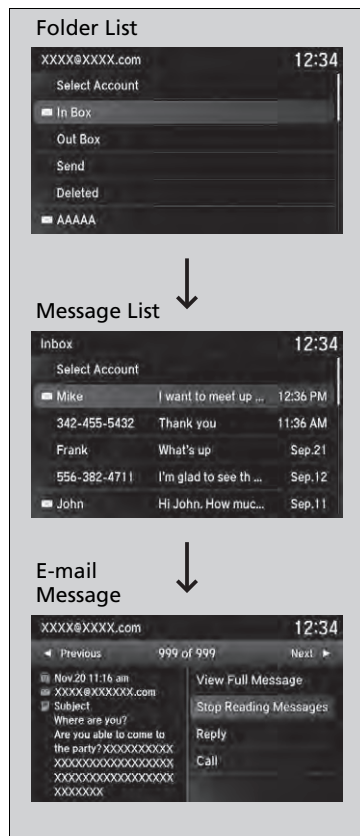 Folder List
XXXX@XXXX.com 12:34
Select Account
In Box
Out Box
Send
Deleted
AAAAA
Message List
Inbox 12:34
Select Account
Mike I want to meet up ... 12:36 PM
342-455-5432 Thank you 11:36 AM
Frank What's up Sep.21
556-382-4711 I'm glad to see th ... Sep.12
John Hi John. How muc... Sep.11
E-mail
Message
XXXX@XXXX.com 12:34
Previous 999 of 999 Next
Nov.20 11:16 am
XXXX@XXXXXX.com
Subject
Where are you?
Are you able to come to
the party?XXXXXXXXXX
XXXXXXXXXXXXXXXXX
XXXXXXXXXXXXXXXXX
XXXXXXX
View Full Message
Stop Reading Messages
Reply
Call